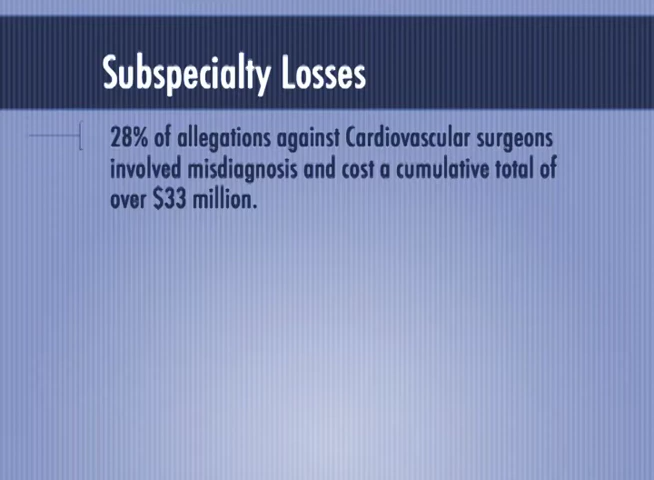 Subspecialty Losses
28% of allegations against Cardiovascular surgeons
involved misdiagnosis and cost a cumulative total of
over $33 million.